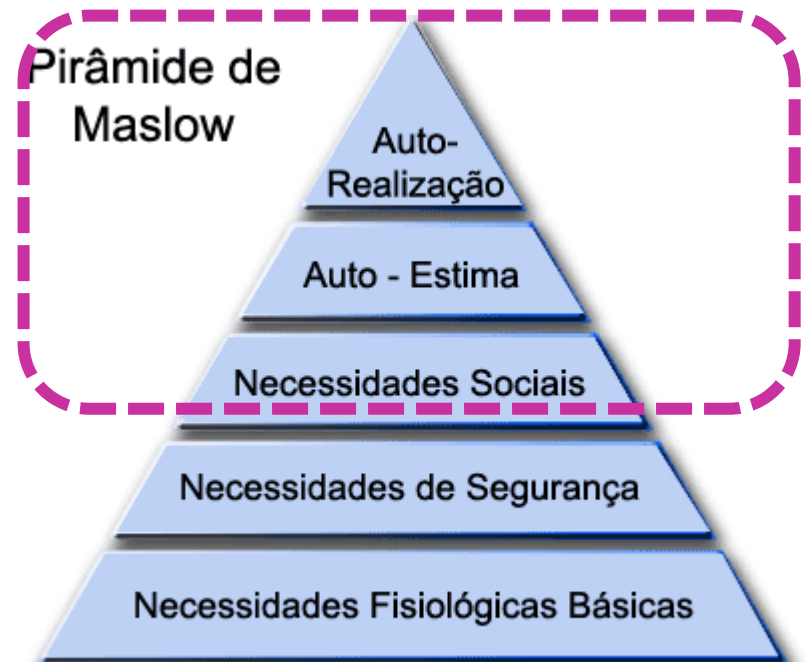 Pirâmide de
Maslow
Auto-
Realização
Auto - Estima
Necessidades Sociais
Necessidades de Segurança
Necessidades Fisiológicas Básicas